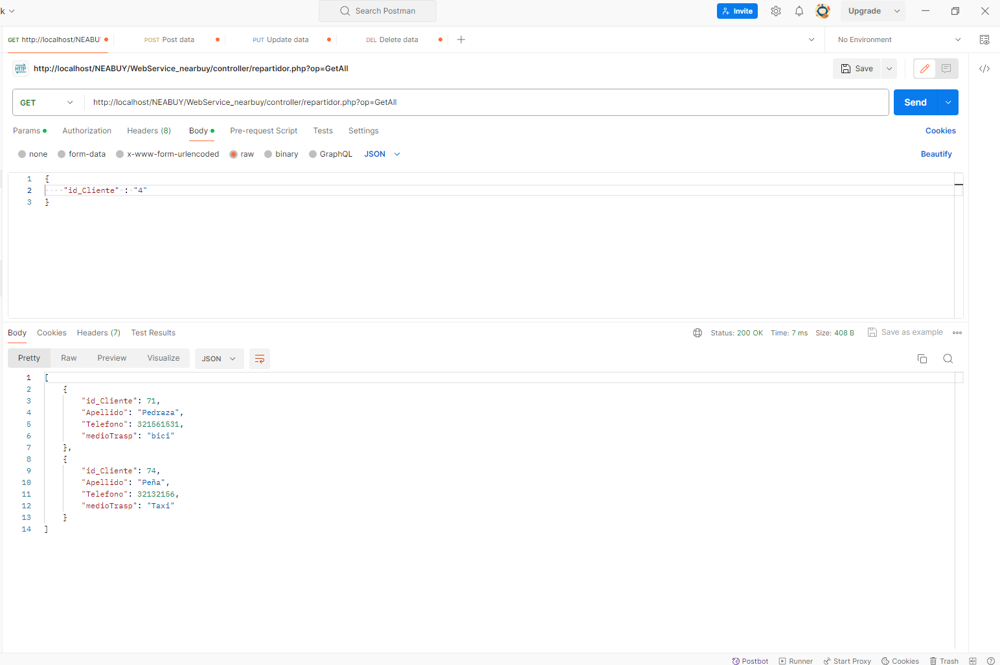 k
Search Postman
Invite
Upgrade
GET http://localhost/NEABU
POST Post data
PUT Update data
DEL Delete data
No Environment
HTTP http://localhost/NEABUY/WebService_nearbuy/controller/repartidor.php?op=GetAll
Save
GET http://localhost/NEABUY/WebService_nearbuy/controller/repartidor.php?op=GetAll
Send
Params Authorization Headers (8) Body Pre-request Script Tests Settings
Cookies
none form-data x-www-form-urlencoded raw binary GraphQL JSON
Beautify
1 {
2 "id_Cliente" : "4"
3 }
Body Cookies Headers (7) Test Results
Status: 200 OK Time: 7 ms Size: 408 B Save as example
Pretty Raw Preview Visualize JSON
1 [
2 {
3 "id_Cliente": 71,
4 "Apellido": "Pedraza",
5 "Telefono": 321561531,
6 "medioTrasp": "bici"
7 },
8 {
9 "id_Cliente": 74,
10 "Apellido": "Peña",
11 "Telefono": 32132156,
12 "medioTrasp": "Taxi"
13 }
14 ]
Postbot Runner Start Proxy Cookies Trash